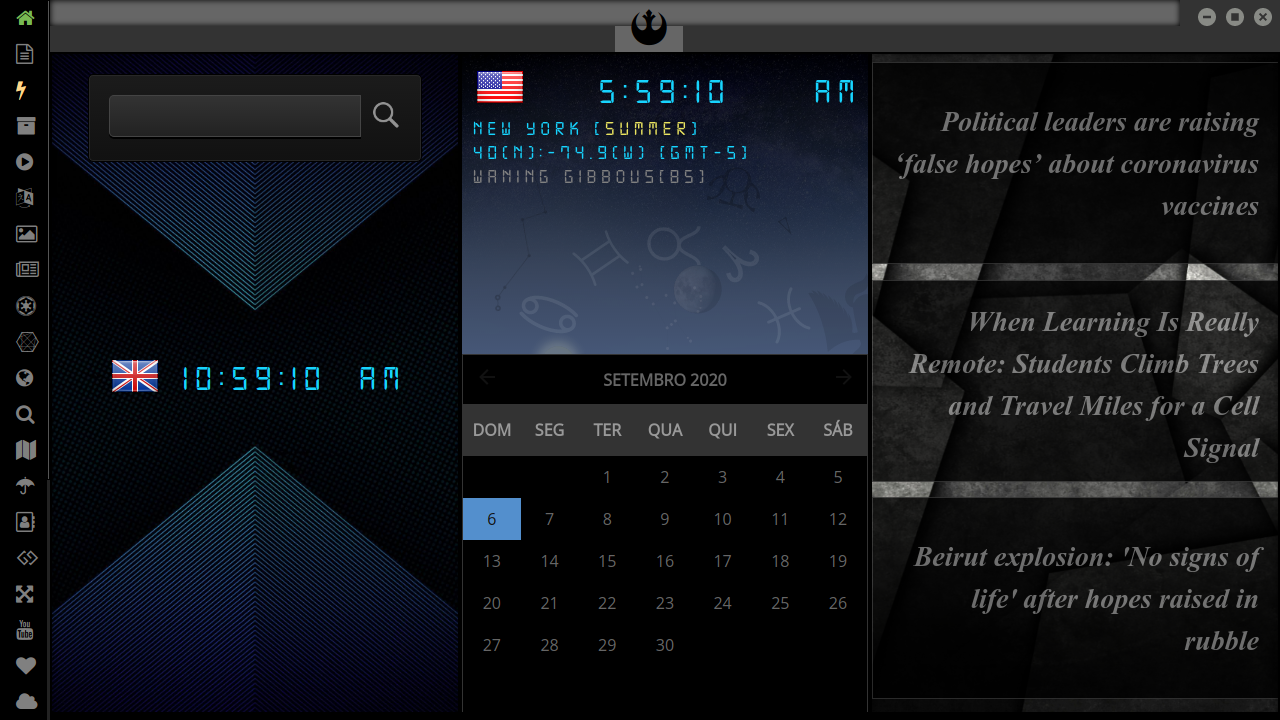 10:59:10 AM
5:59:10 AM
NEW YORK [SUMMER]
40[N]:-74.9[W] [GMT-5]
WANING GIBBOUS[85]
SETEMBRO 2020
DOM SEG TER QUA QUI SEX SÁB
1 2 3 4 5
6 7 8 9 10 11 12
13 14 15 16 17 18 19
20 21 22 23 24 25 26
27 28 29 30
Political leaders are raising
‘false hopes’ about coronavirus
vaccines
When Learning Is Really
Remote: Students Climb Trees
and Travel Miles for a Cell
Signal
Beirut explosion: 'No signs of
life' after hopes raised in
rubble
You
Tube